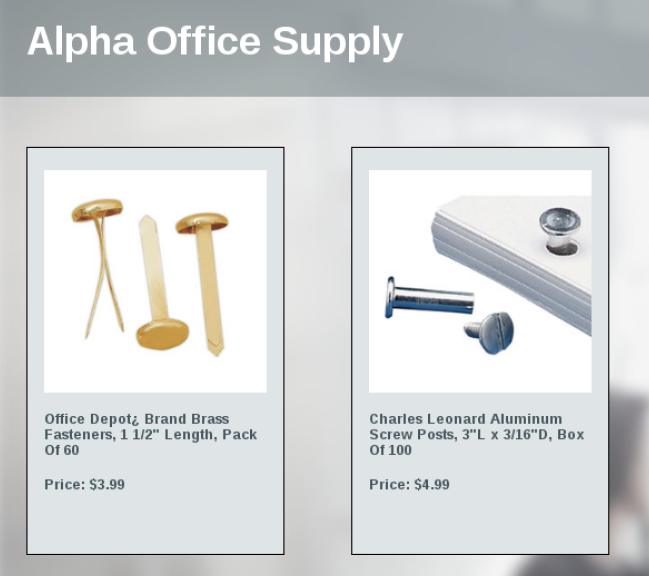 Alpha Office Supply
Office Depot¿ Brand Brass
Fasteners, 1 1/2" Length, Pack
Of 60
Price: $3.99
Charles Leonard Aluminum
Screw Posts, 3"L x 3/16"D, Box
Of 100
Price: $4.99